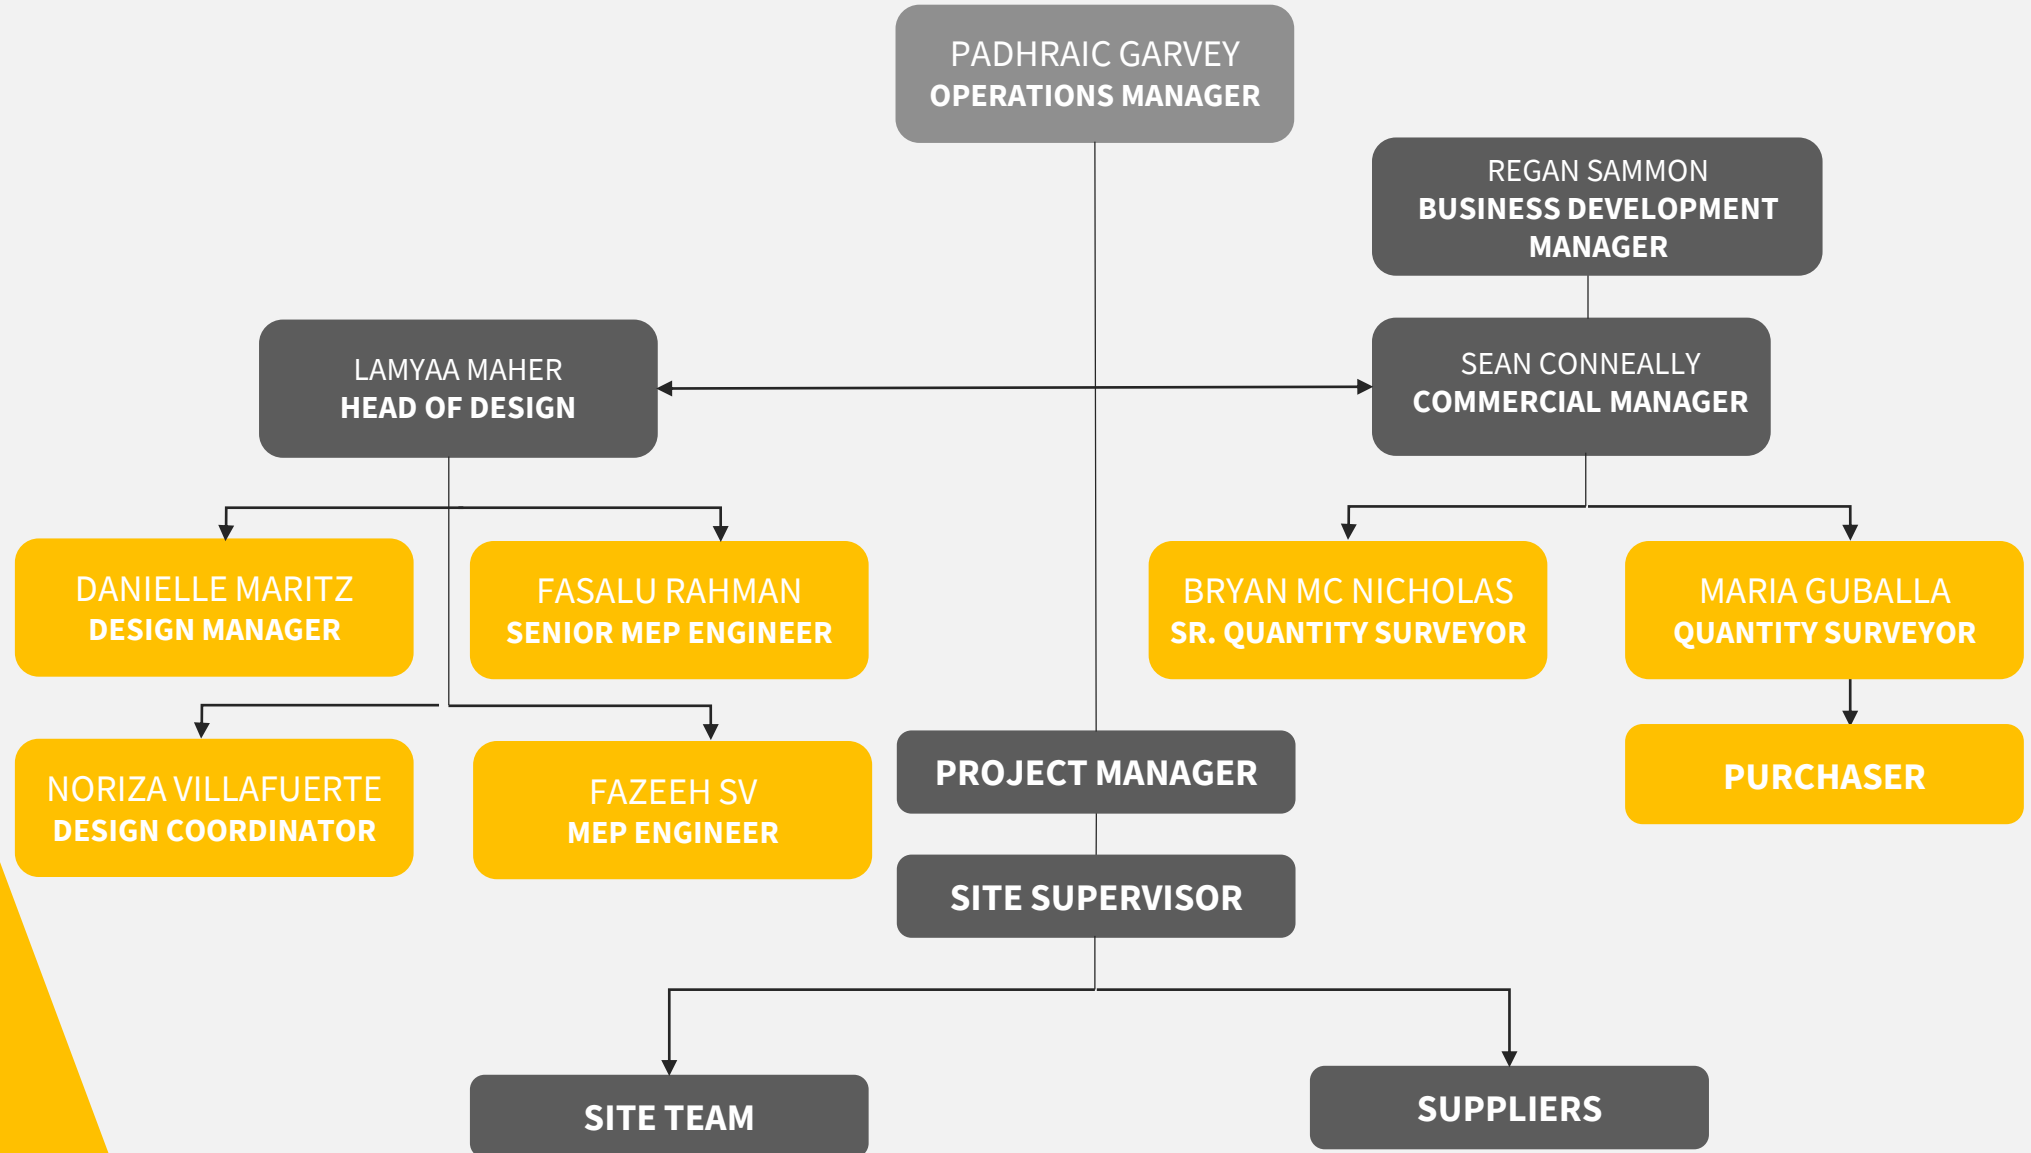 PADHRAIC GARVEY
OPERATIONS MANAGER
REGAN SAMMON
BUSINESS DEVELOPMENT
MANAGER
LAMYAA MAHER
HEAD OF DESIGN
SEAN CONNEALLY
COMMERCIAL MANAGER
DANIELLE MARITZ
DESIGN MANAGER
FASALU RAHMAN
SENIOR MEP ENGINEER
BRYAN MC NICHOLAS
SR. QUANTITY SURVEYOR
MARIA GUBALLA
QUANTITY SURVEYOR
NORIZA VILLAFUERTE
DESIGN COORDINATOR
FAZEEH SV
MEP ENGINEER
PROJECT MANAGER
PURCHASER
SITE SUPERVISOR
SITE TEAM
SUPPLIERS